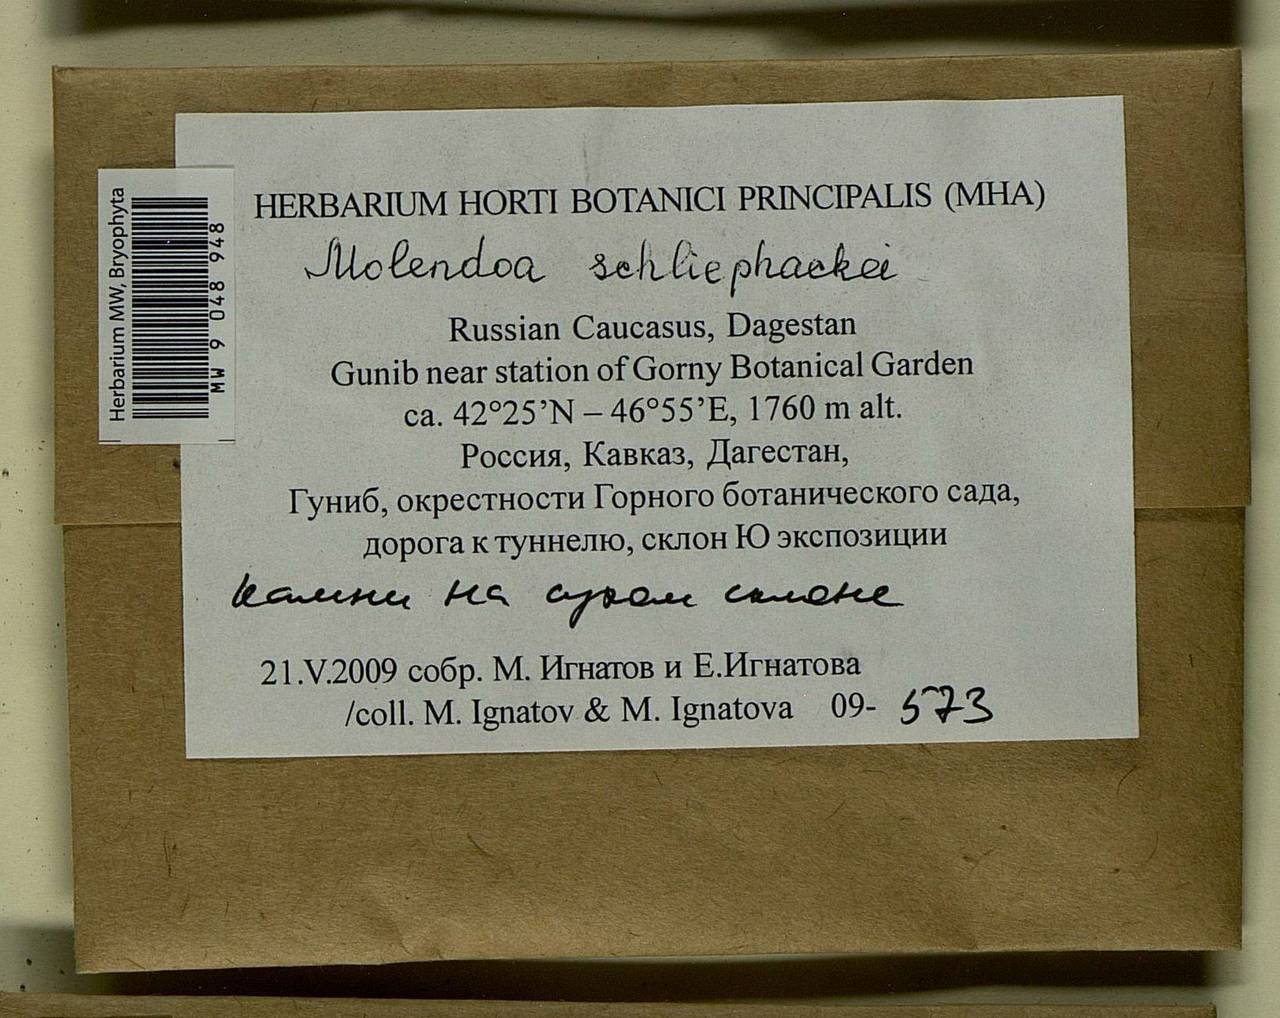 HERBARIUM HORTI BOTANICI PRINCIPALIS (MHA)
Molendoa schliephackei
Russian Caucasus, Dagestan
Gunib near station of Gorny Botanical Garden
ca. 42°25’N – 46°55’E, 1760 m alt.
Россия, Кавказ, Дагестан,
Гуниб, окрестности Горного ботанического сада,
дорога к туннелю, склон Ю экспозиции
камни на сухом склоне
21.V.2009 собр. М. Игнатов и Е.Игнатова
/coll. M. Ignatov & M. Ignatova 09- 573
Herbarium MW, Bryophyta
MW 9 048 948